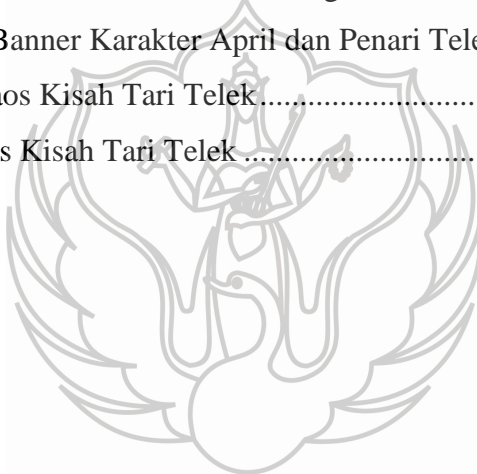 Banner Karakter April dan Penari Tele
aos Kisah Tari Telek..........................
s Kisah Tari Telek ..........................